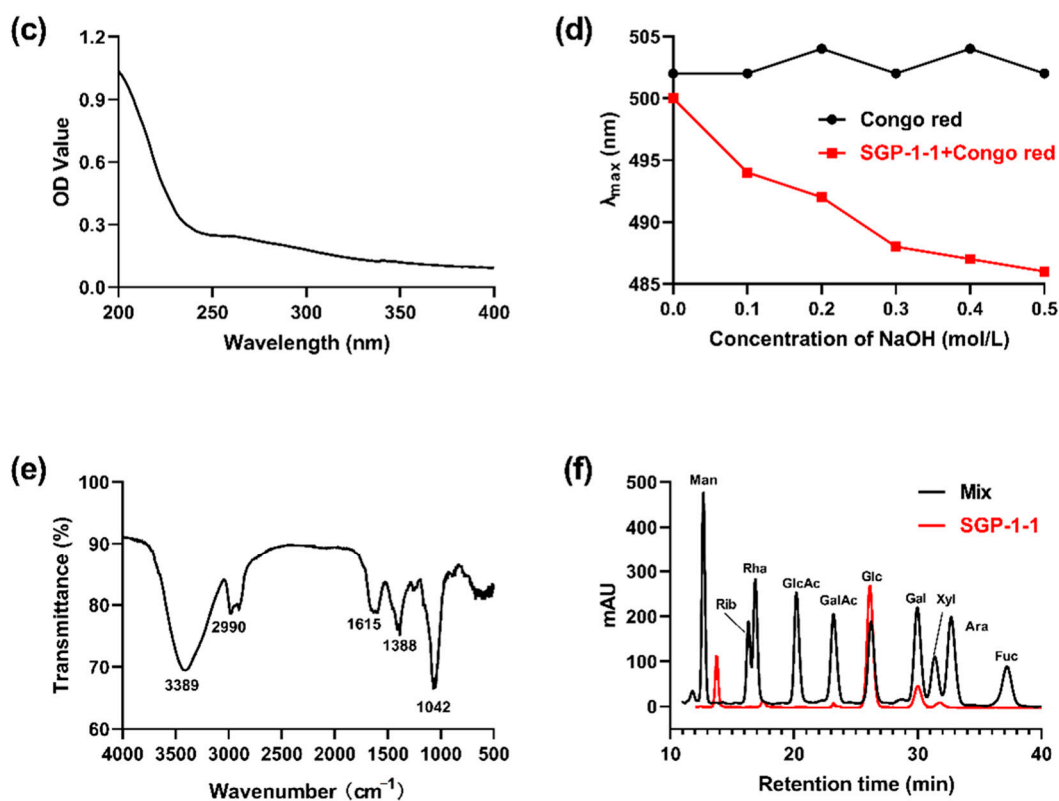 (c)
1.2
0.9
0.6
0.3
0.0
OD Value
200
250
300
350
400
Wavelength (nm)
(d)
505
500
495
490
485
λmax (nm)
Congo red
SGP-1-1+Congo red
0.0
0.1
0.2
0.3
0.4
0.5
Concentration of NaOH (mol/L)
(e)
100
90
80
70
60
Transmittance (%)
3389
2990
1615
1388
1042
4000
3500
3000
2500
2000
1500
1000
500
Wavenumber (cm⁻¹)
(f)
500
400
300
200
100
0
mAU
Man
Rib
Rha
GlcAc
GalAc
Glc
Gal
Xyl
Ara
Fuc
Mix
SGP-1-1
10
20
30
40
Retention time (min)